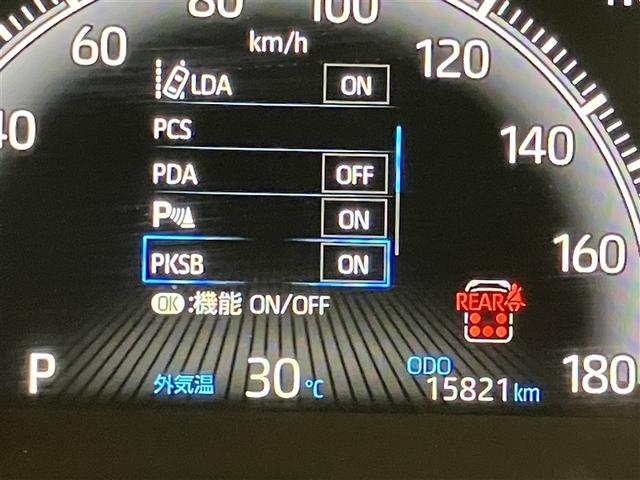 80
100
60
km/h
120
LDA ON
40
PCS
140
PDA OFF
P ON
PKSB ON
160
OK:機能 ON/OFF
REAR
P
外気温 30℃
ODO
15821km
180